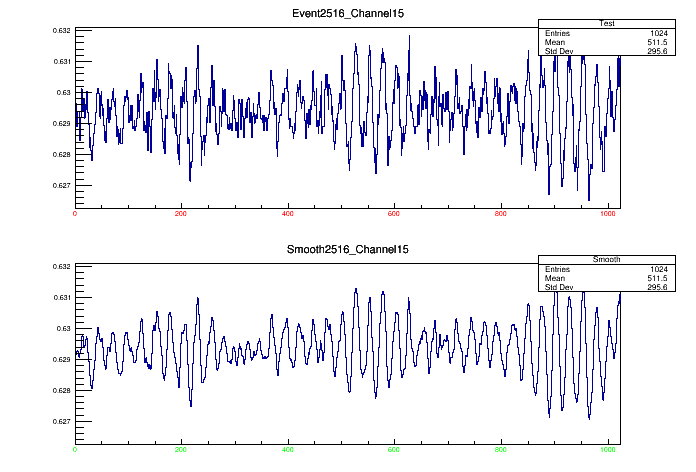 Event2516_Channel15
Test
Entries 1024
Mean 511.5
Std Dev 295.6
0.632
0.631
0.63
0.629
0.628
0.627
0 200 400 600 800 1000
Smooth2516_Channel15
Smooth
Entries 1024
Mean 511.5
Std Dev 295.6
0.632
0.631
0.63
0.629
0.628
0.627
0 200 400 600 800 1000